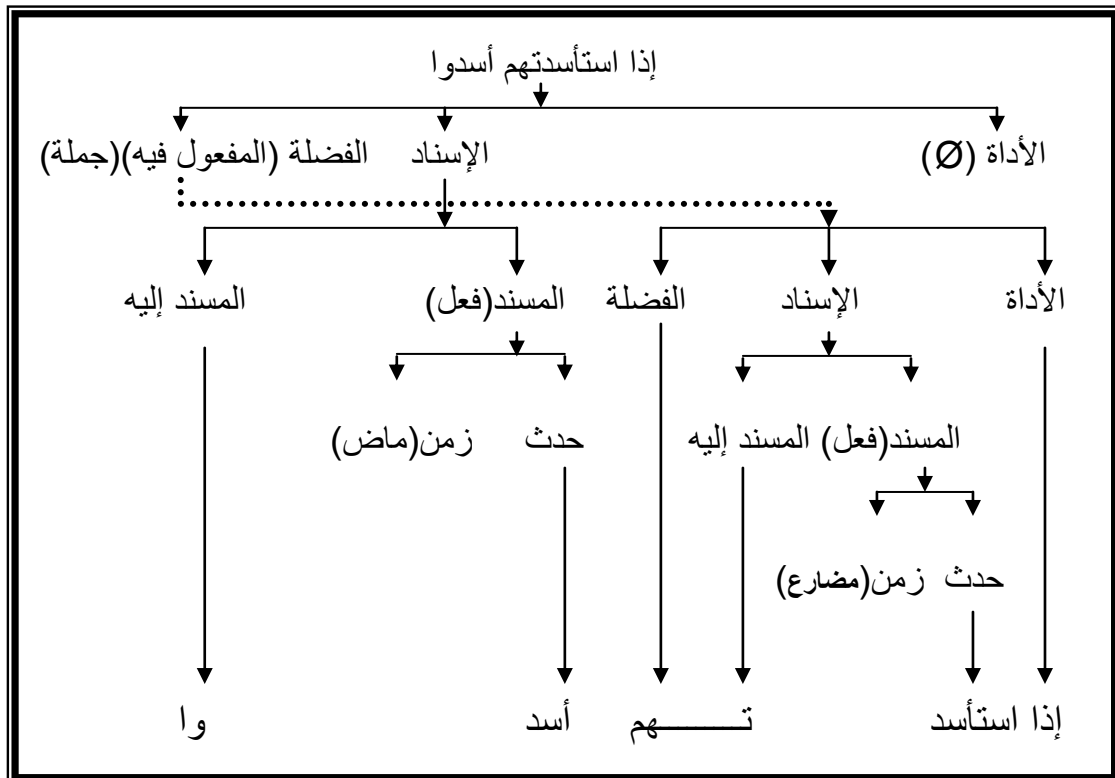 إذا استأسدتهم أسدوا
الأداة (Ø) الإسناد الفضلة (المفعول فيه)(جملة)
الأداة الإسناد الفضلة المسند(فعل) المسند إليه
المسند(فعل) المسند إليه حدث زمن(ماض)
حدث زمن(مضارع)
إذا استأسد تـــــــــهم أسد وا